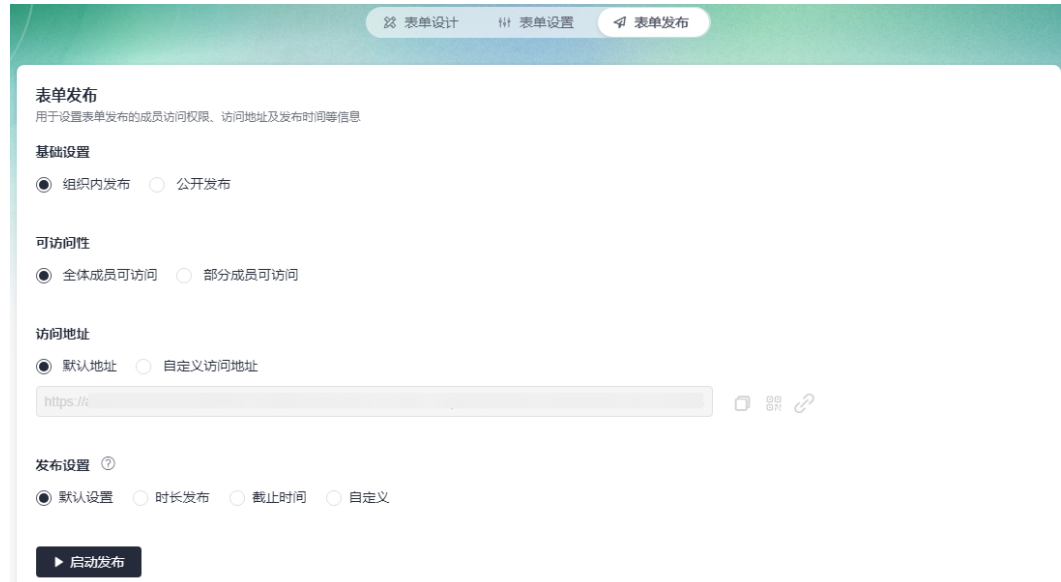 表单设计 表单设置 表单发布
表单发布
用于设置表单发布的成员访问权限、访问地址及发布时间等信息
基础设置
组织内发布 公开发布
可访问性
全体成员可访问 部分成员可访问
访问地址
默认地址 自定义访问地址
https://
发布设置
默认设置 时长发布 截止时间 自定义
启动发布